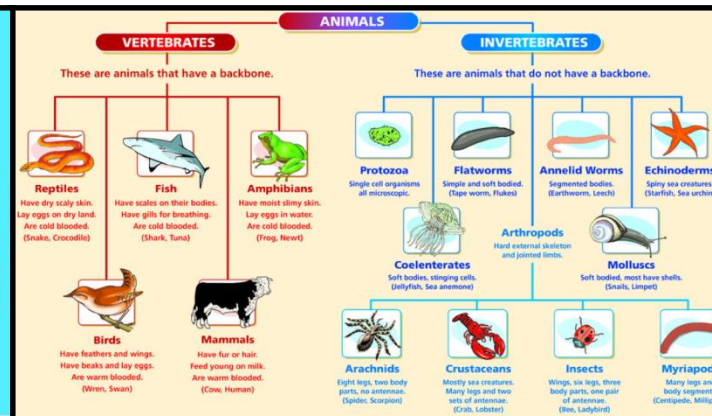 ANIMALS
VERTEBRATES
These are animals that have a backbone.
Reptiles
Have dry scaly skin.
Lay eggs on dry land.
Are cold blooded.
(Snake, Crocodile)
Fish
Have scales on their bodies.
Have gills for breathing.
Are cold blooded.
(Shark, Tuna)
Amphibians
Have moist slimy skin.
Lay eggs in water.
Are cold blooded.
(Frog, Newt)
Birds
Have feathers and wings.
Have beaks and lay eggs.
Are warm blooded.
(Wren, Swan)
Mammals
Have fur or hair.
Feed young on milk.
Are warm blooded.
(Cow, Human)
INVERTEBRATES
These are animals that do not have a backbone.
Protozoa
Single cell organisms
all microscopic.
Flatworms
Simple and soft bodied.
(Tape worm, Flukes)
Annelid Worms
Segmented bodies.
(Earthworm, Leech)
Echinoderms
Spiny sea creatures
(Starfish, Sea urchin
Coelenterates
Soft bodies, stinging cells.
(Jellyfish, Sea anemone)
Arthropods
Hard external skeleton
and jointed limbs.
Molluscs
Soft bodied, most have shells.
(Snails, Limpet)
Arachnids
Eight legs, two body
parts, no antennae.
(Spider, Scorpion)
Crustaceans
Mostly sea creatures.
Many legs and two
sets of antennae.
(Crab, Lobster)
Insects
Wings, six legs, three
body parts, one pair
of antennae.
(Bee, Ladybird)
Myriapod
Many legs and
body segment
(Centipede, Millip